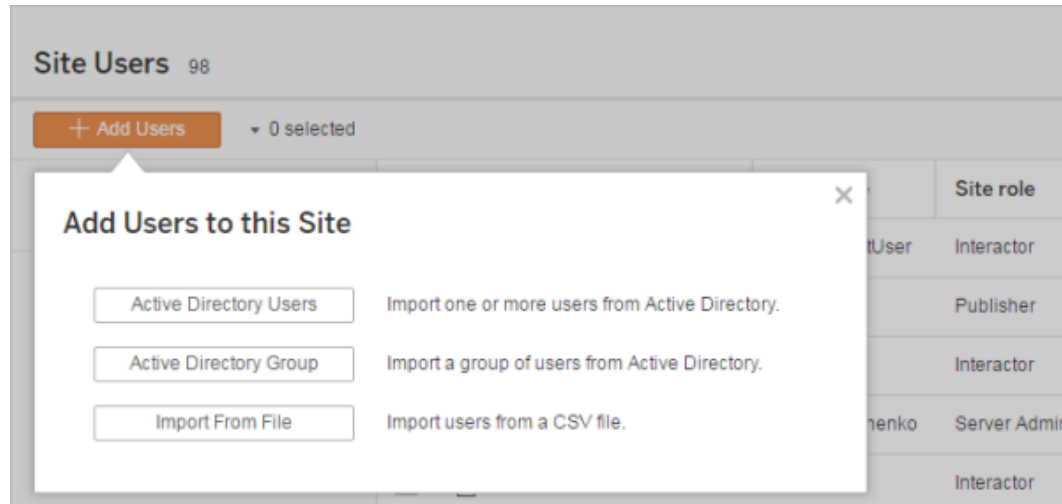 Site Users 98
+ Add Users 0 selected
Site role
Add Users to this Site
tUser Interactor
Active Directory Users Import one or more users from Active Directory.
Publisher
Active Directory Group Import a group of users from Active Directory.
Interactor
Import From File Import users from a CSV file.
nenko Server Admi
Interactor